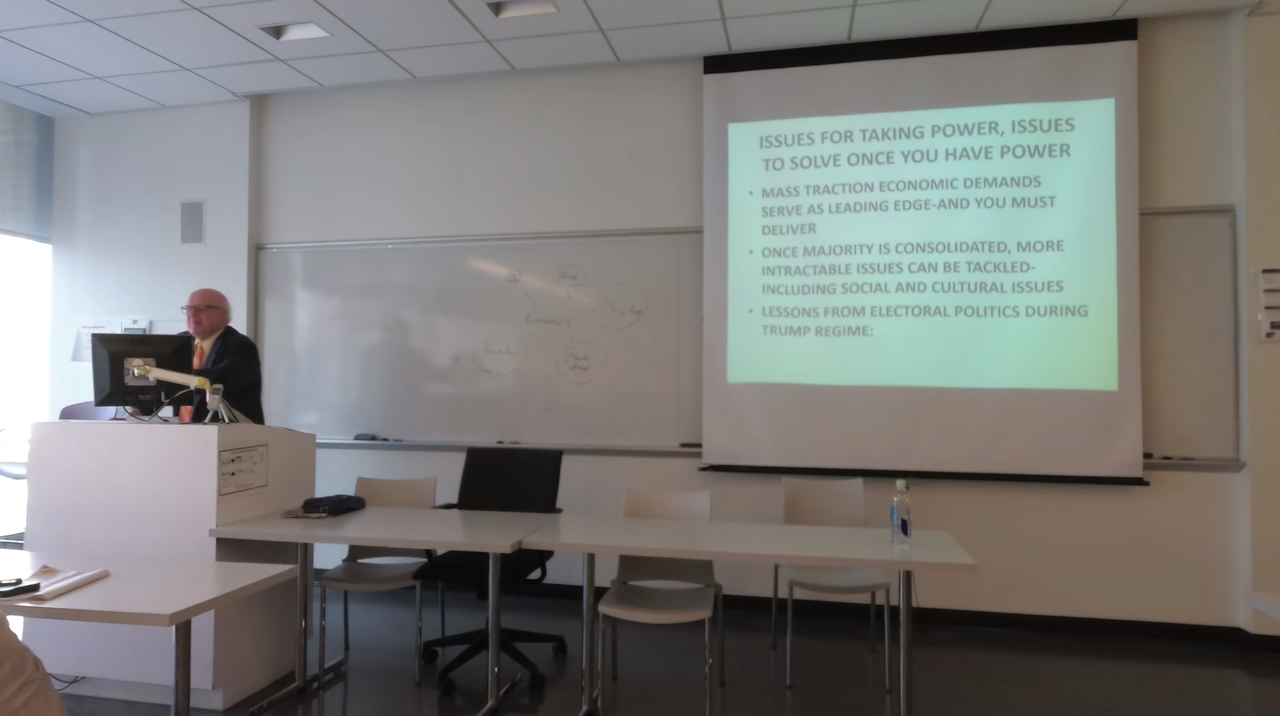 ISSUES FOR TAKING POWER, ISSUES
TO SOLVE ONCE YOU HAVE POWER
• MASS TRACTION ECONOMIC DEMANDS
SERVE AS LEADING EDGE-AND YOU MUST
DELIVER
• ONCE MAJORITY IS CONSOLIDATED, MORE
INTRACTABLE ISSUES CAN BE TACKLED-
INCLUDING SOCIAL AND CULTURAL ISSUES
• LESSONS FROM ELECTORAL POLITICS DURING
TRUMP REGIME: